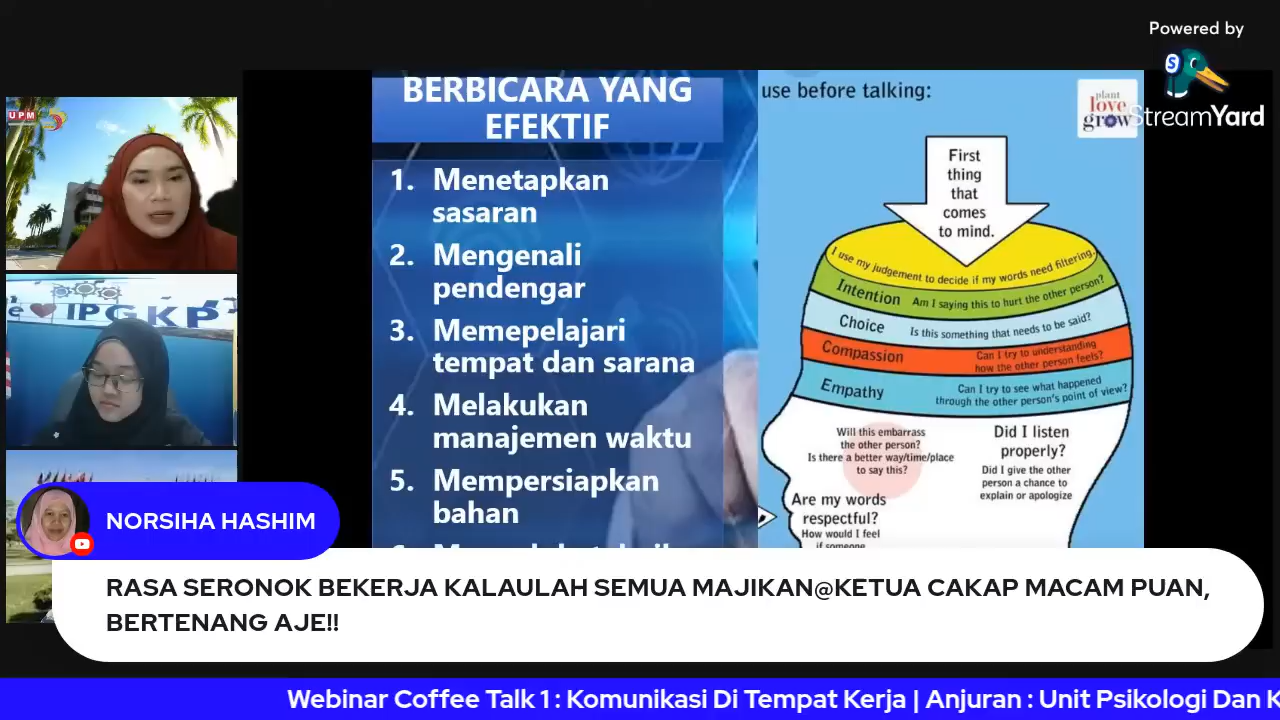 Powered by
StreamYard
UPM
IPGKP
BERBICARA YANG
EFEKTIF
1. Menetapkan
sasaran
2. Mengenali
pendengar
3. Memepelajari
tempat dan sarana
4. Melakukan
manajemen waktu
5. Mempersiapkan
bahan
use before talking:
plant
love
grow
First
thing
that
comes
to mind.
I use my judgement to decide if my words need filtering.
Intention Am I saying this to hurt the other person?
Choice Is this something that needs to be said?
Compassion Can I try to understanding
how the other person feels?
Empathy Can I try to see what happened
through the other person's point of view?
Will this embarrass
the other person?
Is there a better way/time/place
to say this?
Did I listen
properly?
Did I give the other
person a chance to
explain or apologize
Are my words
respectful?
How would I feel
if someone
NORSIHA HASHIM
RASA SERONOK BEKERJA KALAULAH SEMUA MAJIKAN@KETUA CAKAP MACAM PUAN,
BERTENANG AJE!!
Webinar Coffee Talk 1 : Komunikasi Di Tempat Kerja | Anjuran : Unit Psikologi Dan K